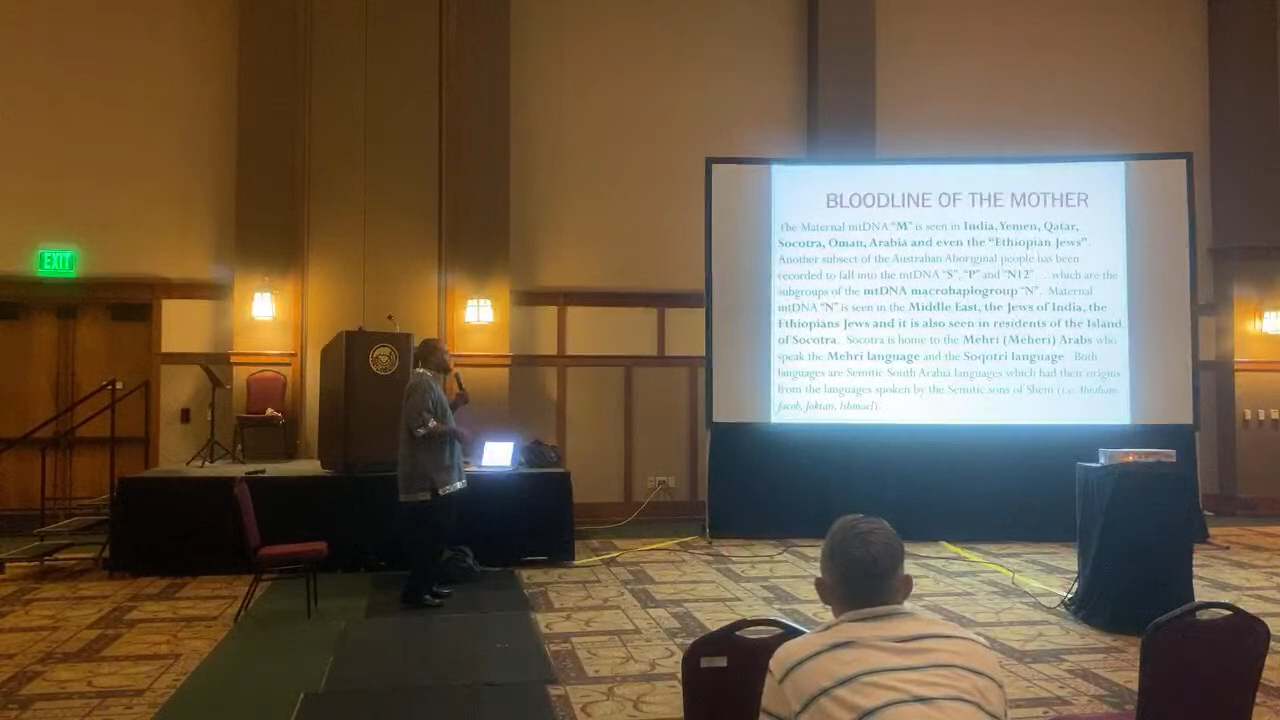 EXIT
BLOODLINE OF THE MOTHER
The Maternal mtDNA "M" is seen in India, Yemen, Qatar,
Socotra, Oman, Arabia and even the "Ethiopian Jews".
Another subset of the Australian Aboriginal people has been
recorded to fall into the mtDNA "S", "P" and "N12"….which are the
subgroups of the mtDNA macrohaplogroup "N". Maternal
mtDNA "N" is seen in the Middle East, the Jews of India, the
Ethiopians Jews and it is also seen in residents of the Island
of Socotra. Socotra is home to the Mehri (Meheri) Arabs who
speak the Mehri language and the Soqotri language. Both
languages are Semitic South Arabia languages which had their origins
from the languages spoken by the Semitic sons of Shem (i.e. Abraham,
Jacob, Joktan, Ishmael).